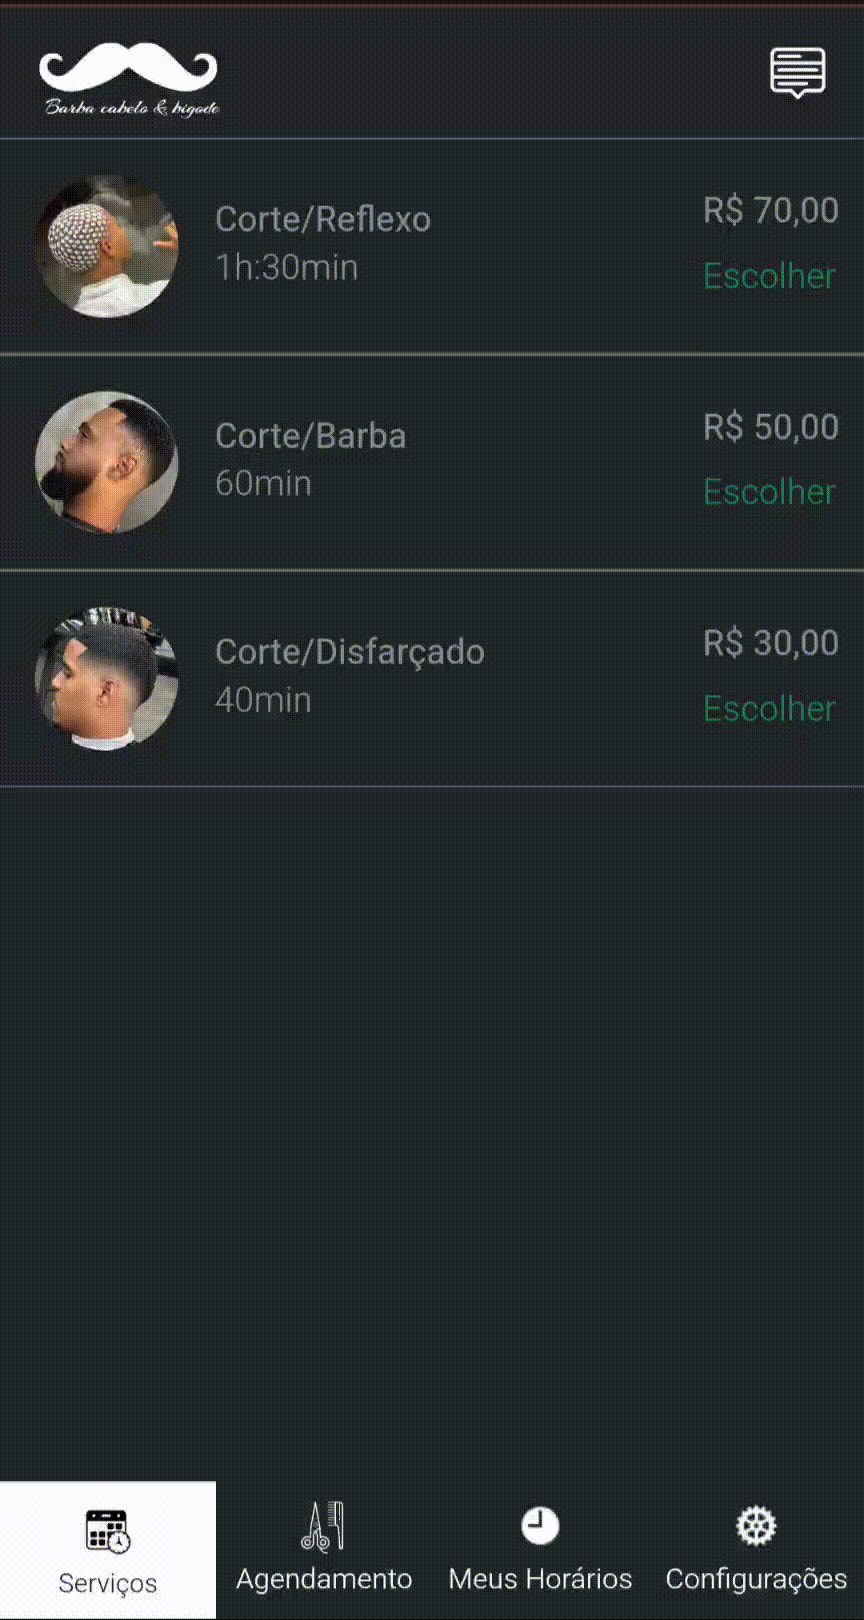 Barba cabelo & bigode
Corte/Reflexo
1h:30min
R$ 70,00
Escolher
Corte/Barba
60min
R$ 50,00
Escolher
Corte/Disfarçado
40min
R$ 30,00
Escolher
Serviços
Agendamento
Meus Horários
Configurações